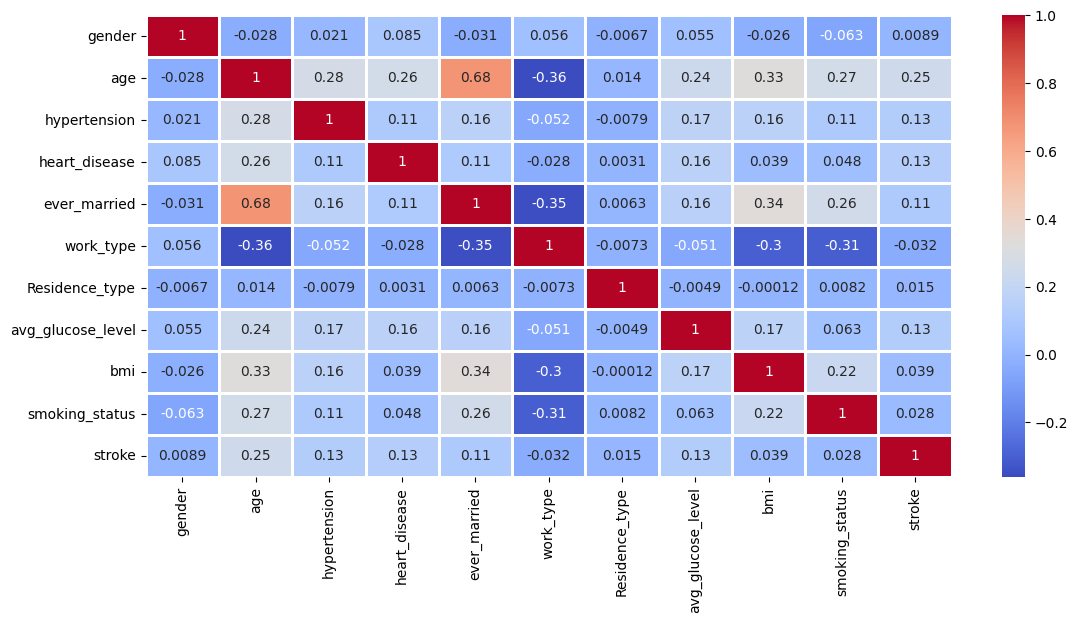 gender 1 -0.028 0.021 0.085 -0.031 0.056 -0.0067 0.055 -0.026 -0.063 0.0089
age -0.028 1 0.28 0.26 0.68 -0.36 0.014 0.24 0.33 0.27 0.25
hypertension 0.021 0.28 1 0.11 0.16 -0.052 -0.0079 0.17 0.16 0.11 0.13
heart_disease 0.085 0.26 0.11 1 0.11 -0.028 0.0031 0.16 0.039 0.048 0.13
ever_married -0.031 0.68 0.16 0.11 1 -0.35 0.0063 0.16 0.34 0.26 0.11
work_type 0.056 -0.36 -0.052 -0.028 -0.35 1 -0.0073 -0.051 -0.3 -0.31 -0.032
Residence_type -0.0067 0.014 -0.0079 0.0031 0.0063 -0.0073 1 -0.0049 -0.00012 0.0082 0.015
avg_glucose_level 0.055 0.24 0.17 0.16 0.16 -0.051 -0.0049 1 0.17 0.063 0.13
bmi -0.026 0.33 0.16 0.039 0.34 -0.3 -0.00012 0.17 1 0.22 0.039
smoking_status -0.063 0.27 0.11 0.048 0.26 -0.31 0.0082 0.063 0.22 1 0.028
stroke 0.0089 0.25 0.13 0.13 0.11 -0.032 0.015 0.13 0.039 0.028 1
gender
age
hypertension
heart_disease
ever_married
work_type
Residence_type
avg_glucose_level
bmi
smoking_status
stroke
1.0
0.8
0.6
0.4
0.2
0.0
−0.2